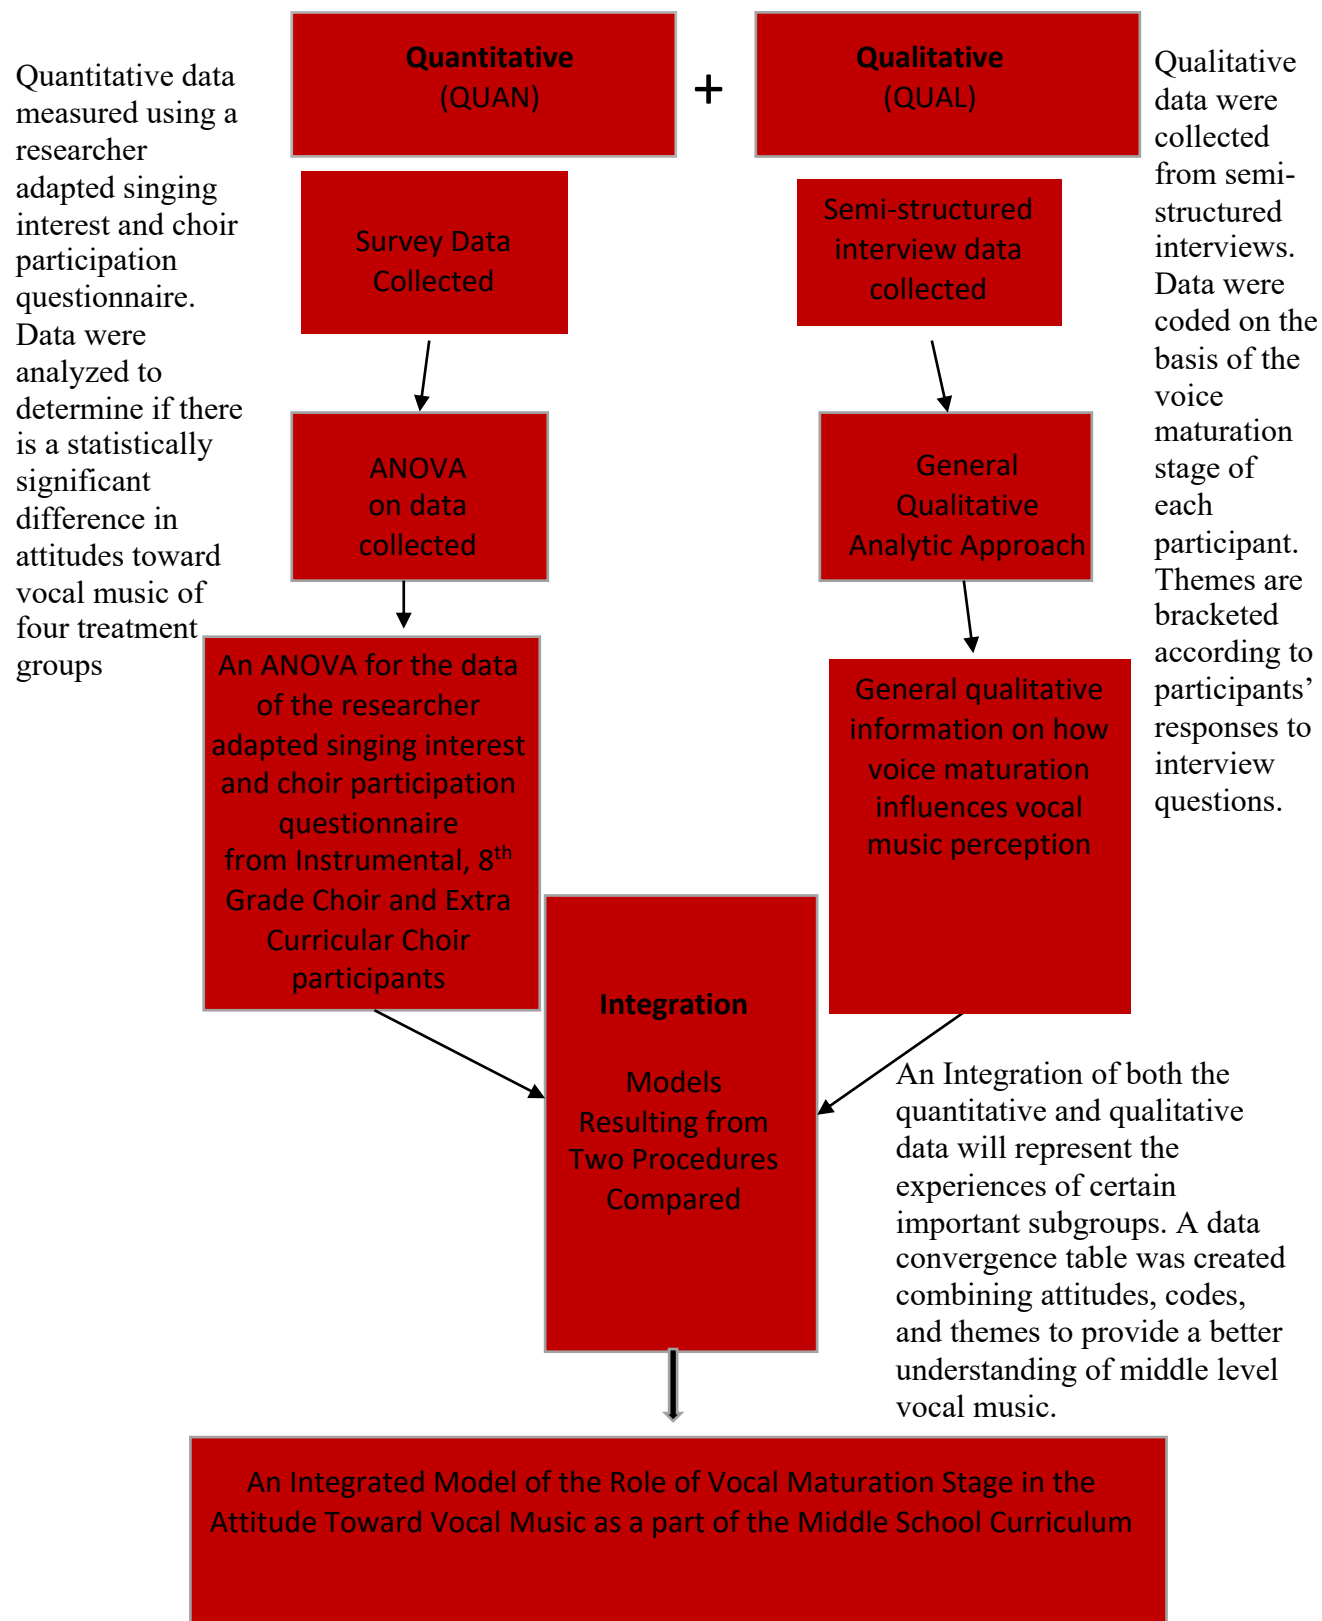 Quantitative
(QUAN)
+
Qualitative
(QUAL)
Quantitative data
measured using a
researcher
adapted singing
interest and choir
participation
questionnaire.
Data were
analyzed to
determine if there
is a statistically
significant
difference in
attitudes toward
vocal music of
four treatment
groups
Qualitative
data were
collected
from semi-
structured
interviews.
Data were
coded on the
basis of the
voice
maturation
stage of
each
participant.
Themes are
bracketed
according to
participants’
responses to
interview
questions.
Survey Data
Collected
Semi-structured
interview data
collected
ANOVA
on data
collected
General
Qualitative
Analytic Approach
An ANOVA for the data
of the researcher
adapted singing interest
and choir participation
questionnaire
from Instrumental, 8th
Grade Choir and Extra
Curricular Choir
participants
General qualitative
information on how
voice maturation
influences vocal
music perception
Integration
Models
Resulting from
Two Procedures
Compared
An Integration of both the
quantitative and qualitative
data will represent the
experiences of certain
important subgroups. A data
convergence table was created
combining attitudes, codes,
and themes to provide a better
understanding of middle level
vocal music.
An Integrated Model of the Role of Vocal Maturation Stage in the
Attitude Toward Vocal Music as a part of the Middle School Curriculum